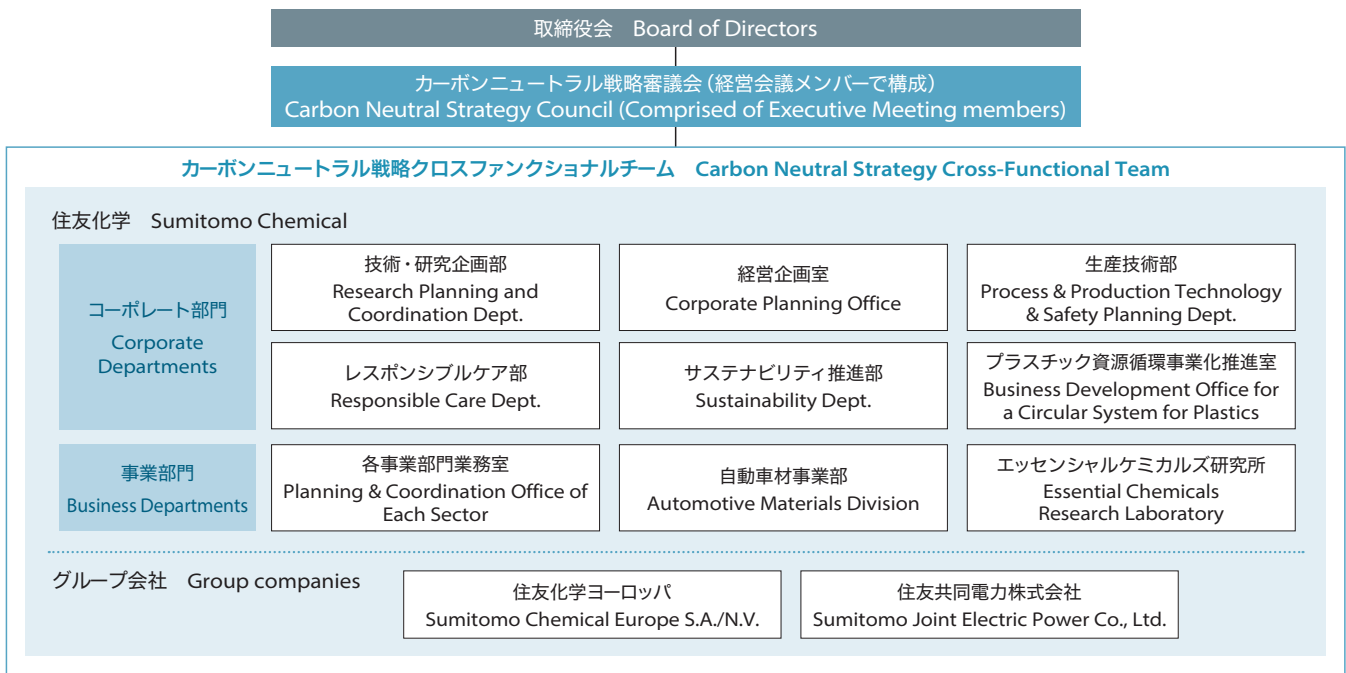 取締役会 Board of Directors
カーボンニュートラル戦略審議会（経営会議メンバーで構成）
Carbon Neutral Strategy Council (Comprised of Executive Meeting members)
カーボンニュートラル戦略クロスファンクショナルチーム Carbon Neutral Strategy Cross-Functional Team
住友化学 Sumitomo Chemical
コーポレート部門
Corporate
Departments
技術・研究企画部
Research Planning and
Coordination Dept.
経営企画室
Corporate Planning Office
生産技術部
Process & Production Technology
& Safety Planning Dept.
レスポンシブルケア部
Responsible Care Dept.
サステナビリティ推進部
Sustainability Dept.
プラスチック資源循環事業化推進室
Business Development Office for
a Circular System for Plastics
事業部門
Business Departments
各事業部門業務室
Planning & Coordination Office of
Each Sector
自動車材事業部
Automotive Materials Division
エッセンシャルケミカルズ研究所
Essential Chemicals
Research Laboratory
グループ会社 Group companies
住友化学ヨーロッパ
Sumitomo Chemical Europe S.A./N.V.
住友共同電力株式会社
Sumitomo Joint Electric Power Co., Ltd.